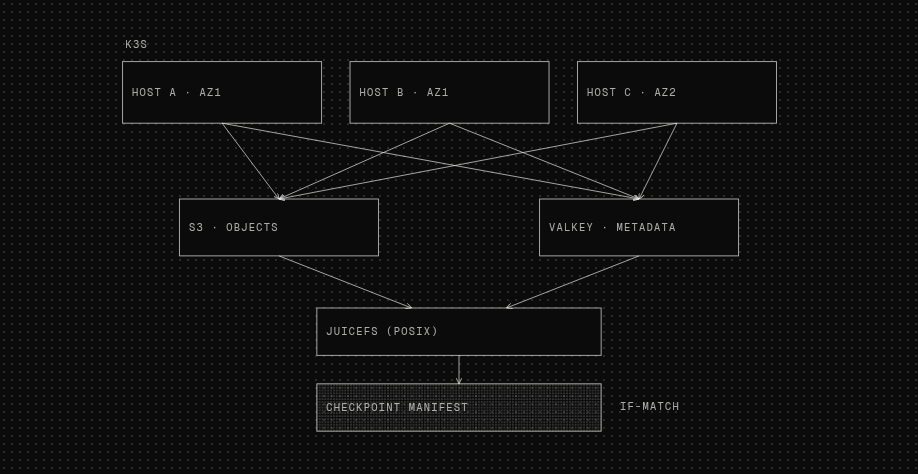 K3S
HOST A · AZ1
HOST B · AZ1
HOST C · AZ2
S3 · OBJECTS
VALKEY · METADATA
JUICEFS (POSIX)
CHECKPOINT MANIFEST
IF-MATCH